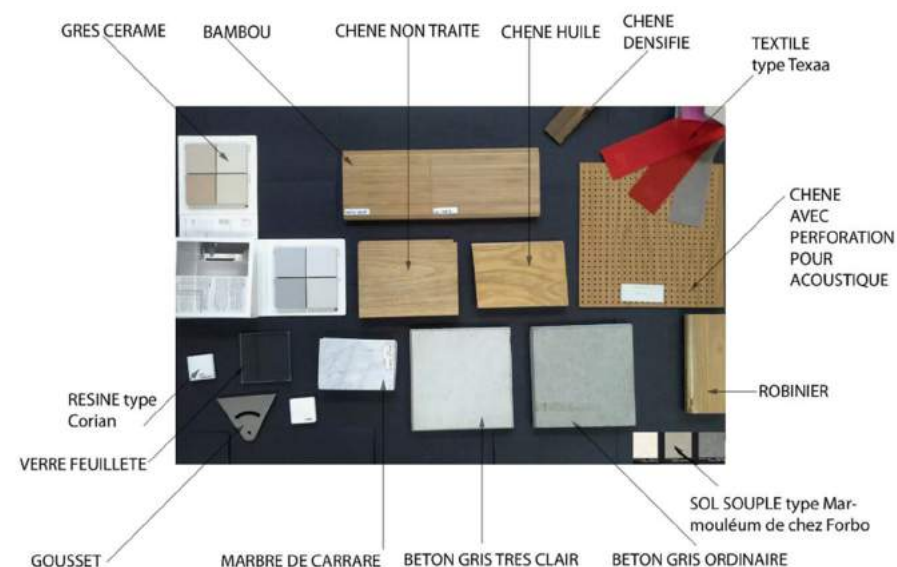 GRES CERAME
BAMBOU
CHENE NON TRAITE
CHENE HUILE
CHENE
DENSIFIE
TEXTILE
type Texaa
CHENE
AVEC
PERFORATION
POUR
ACOUSTIQUE
ROBINIER
RESINE type
Corian
VERRE FEUILLETE
SOL SOUPLE type Mar-
mouléum de chez Forbo
GOUSSET
MARBRE DE CARRARE
BETON GRIS TRES CLAIR
BETON GRIS ORDINAIRE